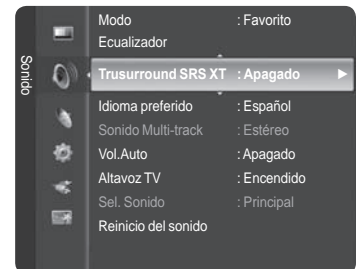 Sonido
Modo : Favorito
Ecualizador
Trusurround SRS XT : Apagado
Idioma preferido : Español
Sonido Multi-track : Estéreo
Vol.Auto : Apagado
Altavoz TV : Encendido
Sel. Sonido : Principal
Reinicio del sonido